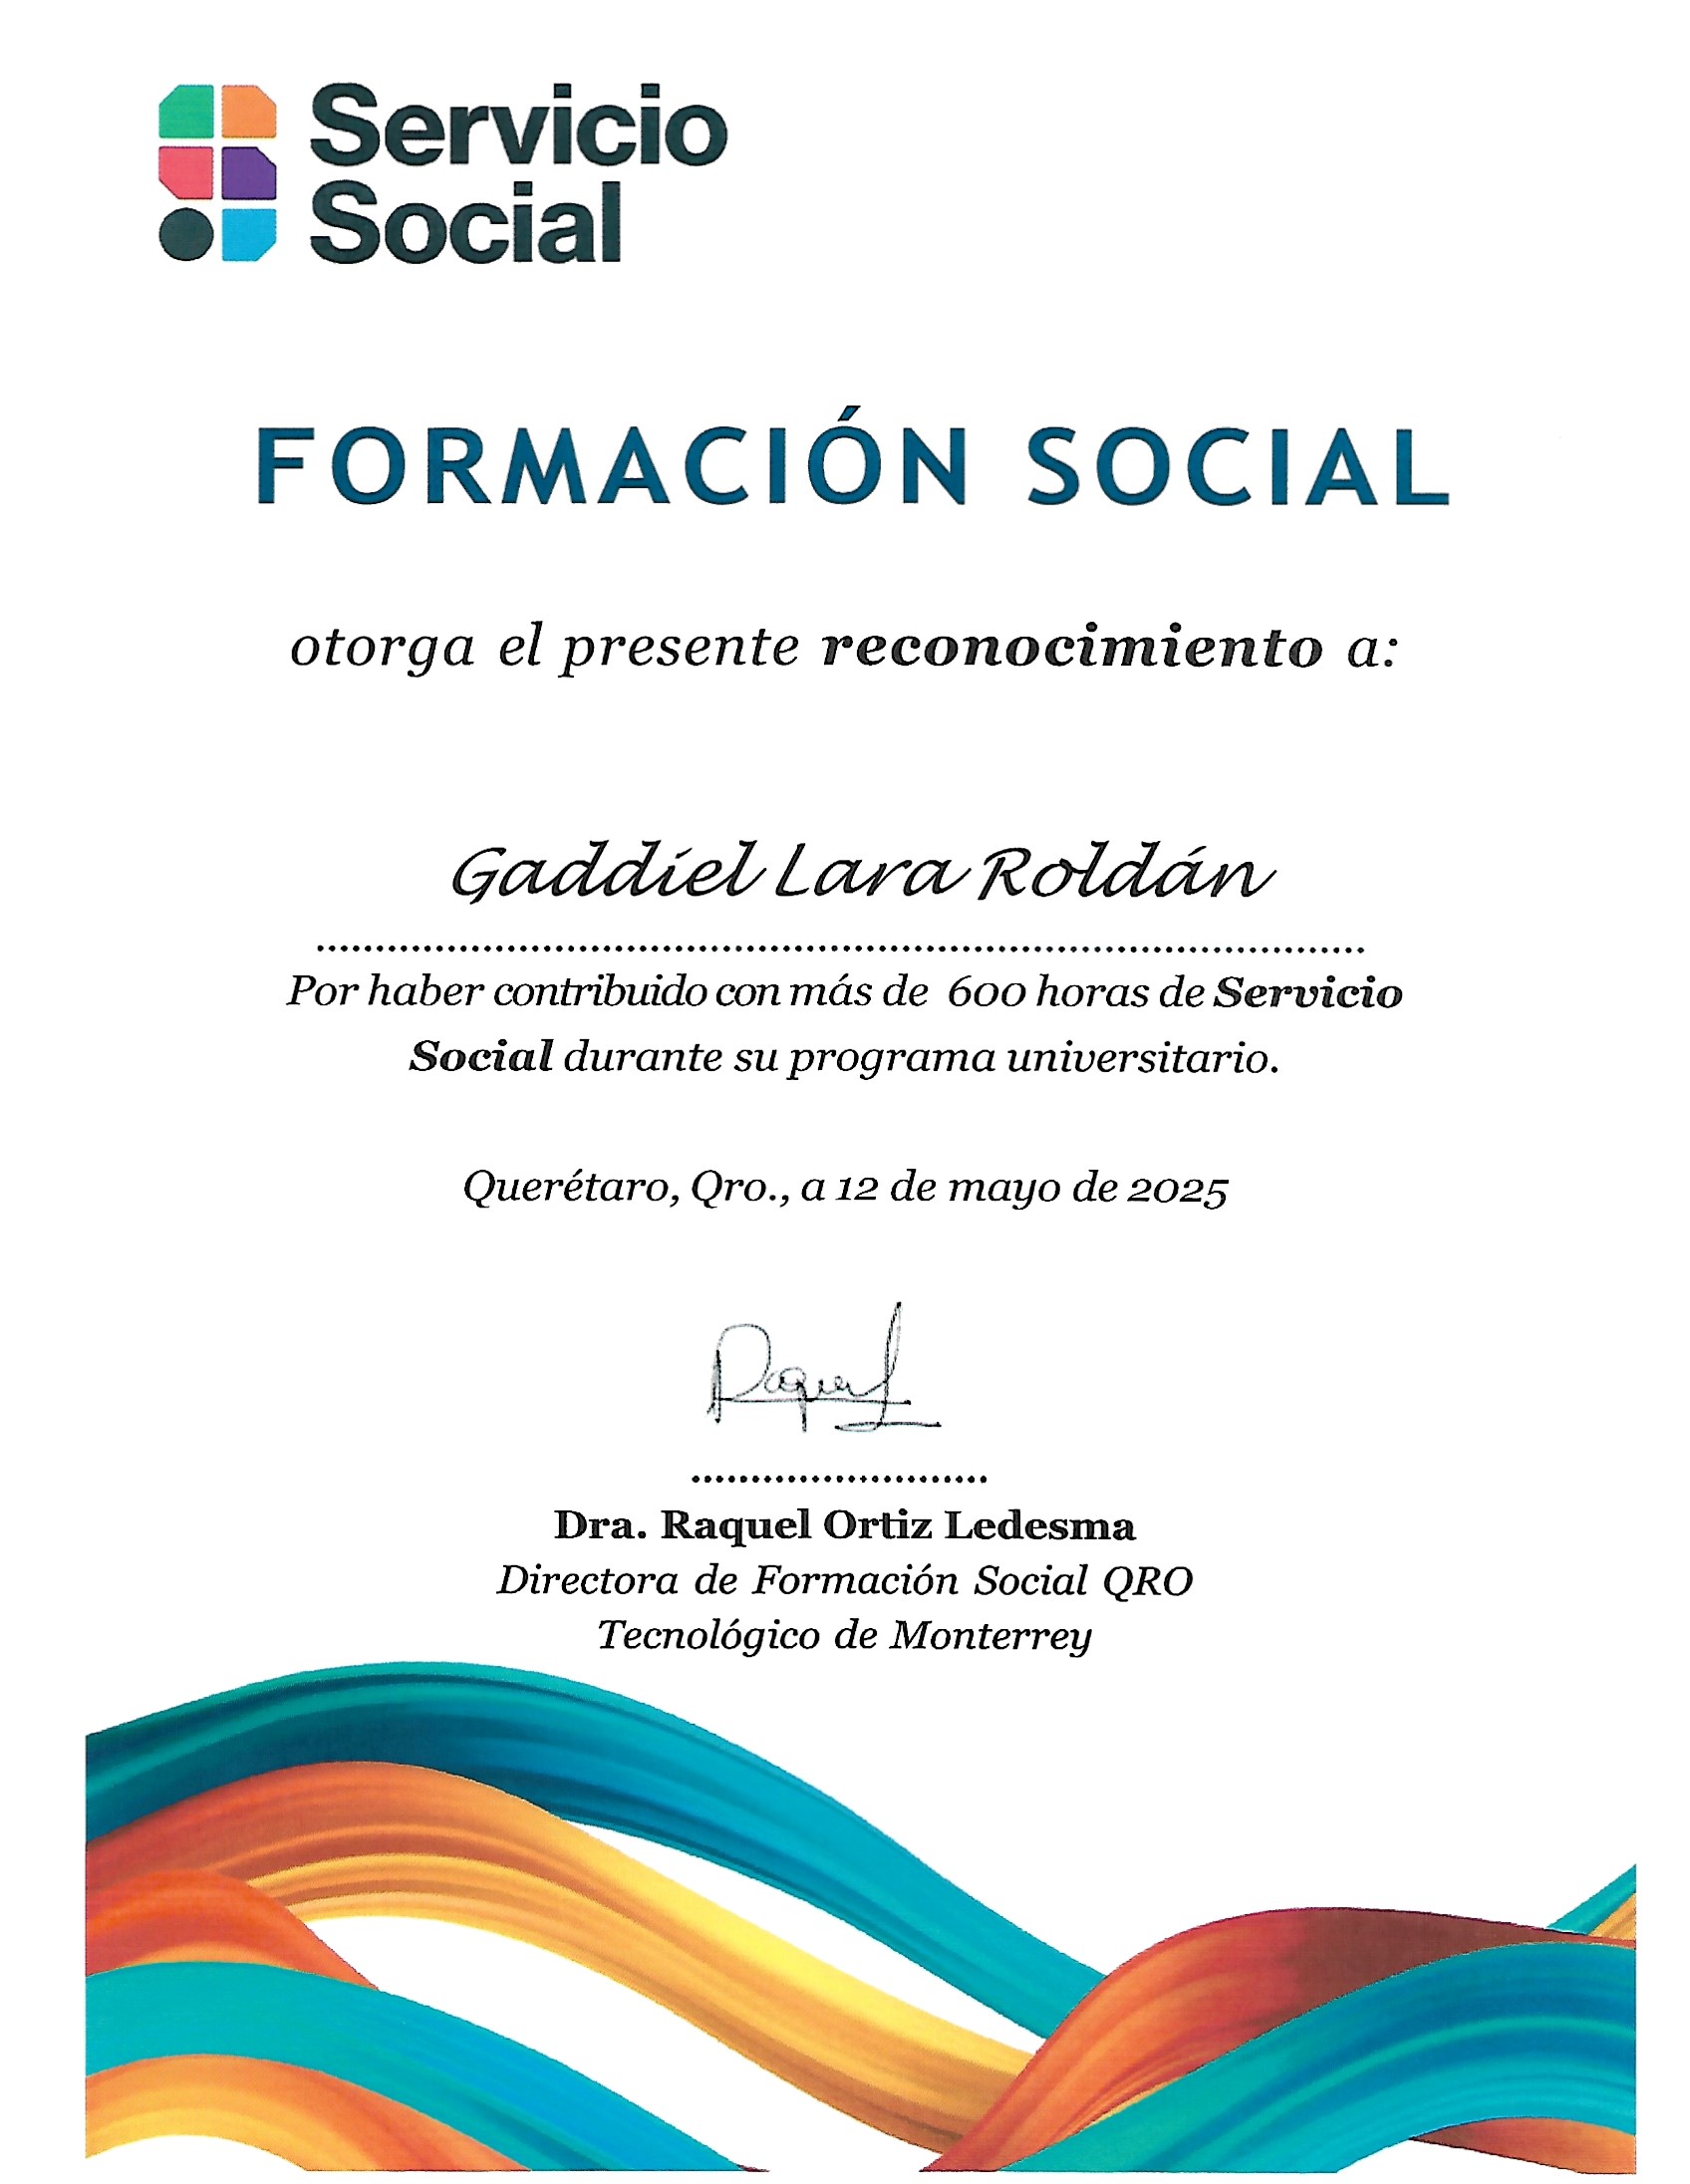 Servicio
Social
FORMACIÓN SOCIAL
otorga el presente reconocimiento a:
Gaddiel Lara Roldán
Por haber contribuido con más de 600 horas de Servicio
Social durante su programa universitario.
Querétaro, Qro., a 12 de mayo de 2025
Raquel
Dra. Raquel Ortiz Ledesma
Directora de Formación Social QRO
Tecnológico de Monterrey